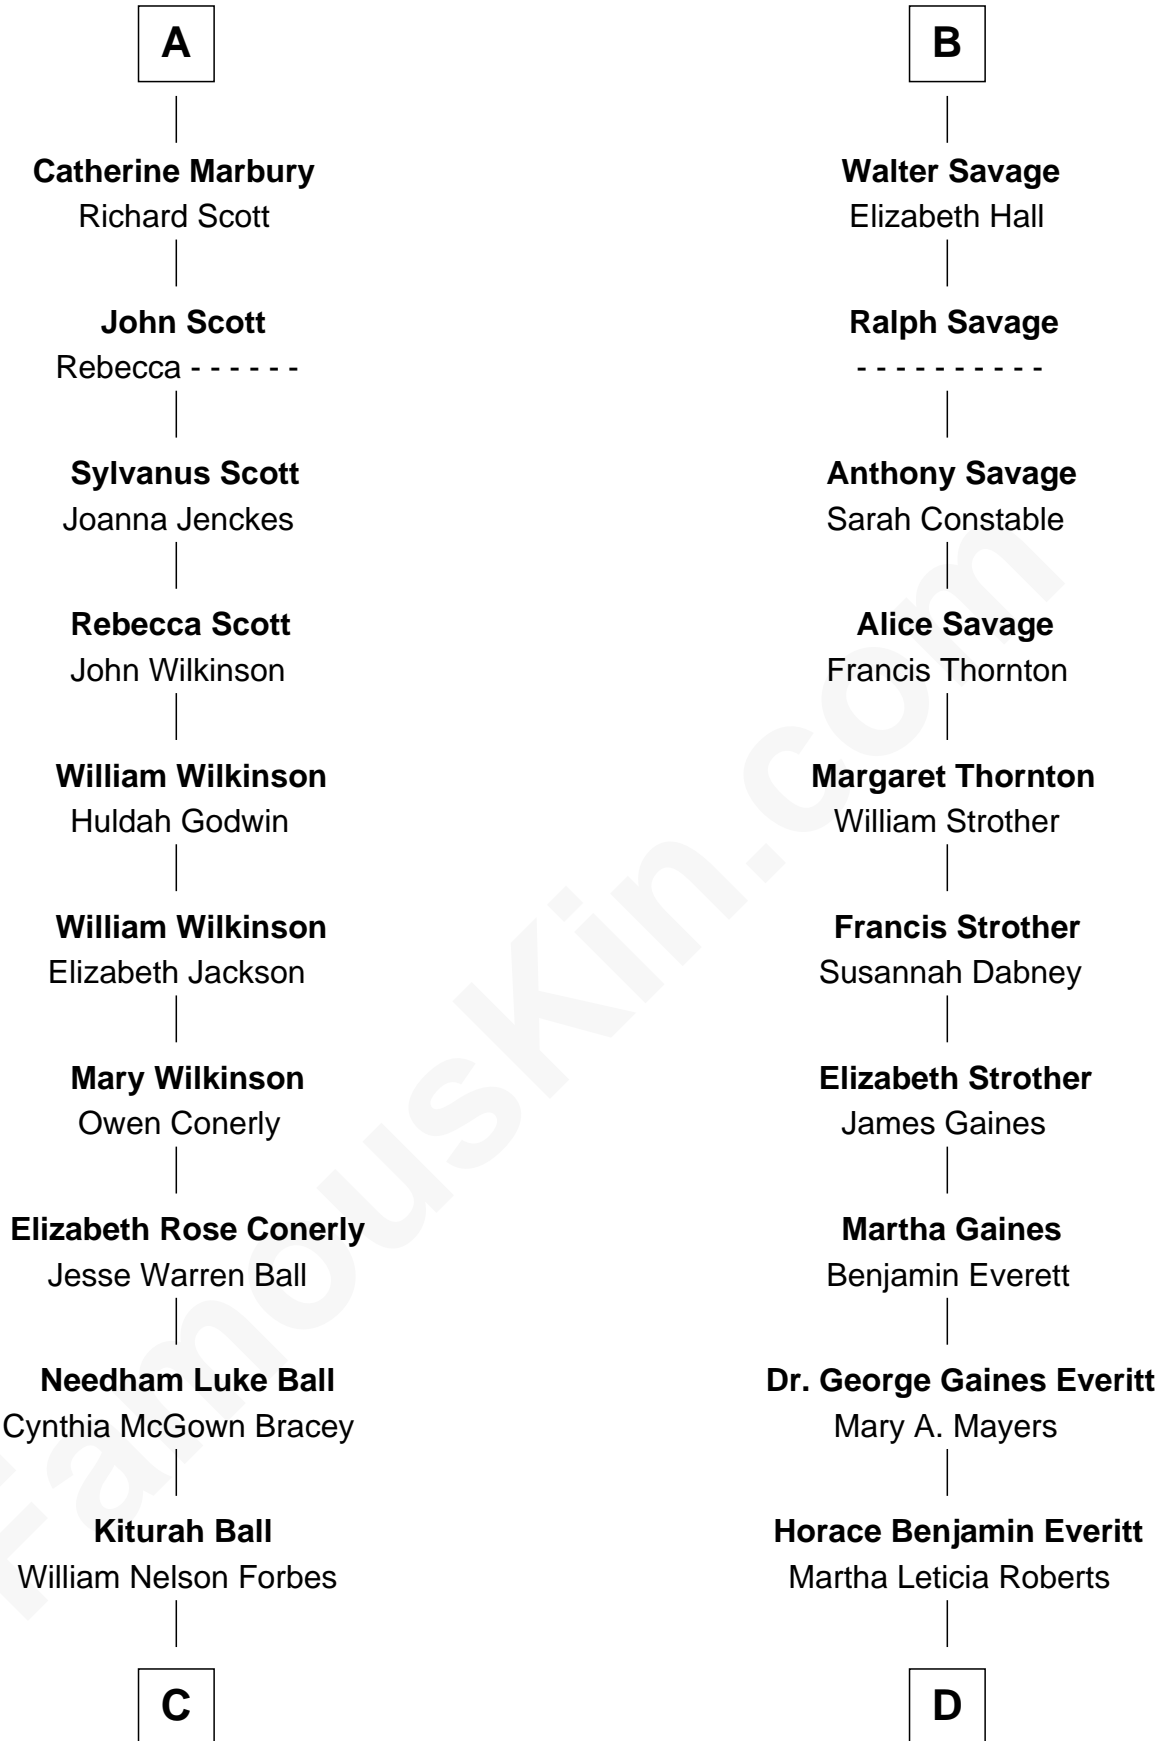 A
Catherine Marbury
Richard Scott
John Scott
Rebecca - - - - - -
Sylvanus Scott
Joanna Jenckes
Rebecca Scott
John Wilkinson
William Wilkinson
Huldah Godwin
William Wilkinson
Elizabeth Jackson
Mary Wilkinson
Owen Conerly
Elizabeth Rose Conerly
Jesse Warren Ball
Needham Luke Ball
Cynthia McGown Bracey
Kiturah Ball
William Nelson Forbes
C
B
Walter Savage
Elizabeth Hall
Ralph Savage
- - - - - - - - - -
Anthony Savage
Sarah Constable
Alice Savage
Francis Thornton
Margaret Thornton
William Strother
Francis Strother
Susannah Dabney
Elizabeth Strother
James Gaines
Martha Gaines
Benjamin Everett
Dr. George Gaines Everitt
Mary A. Mayers
Horace Benjamin Everitt
Martha Leticia Roberts
D
FamousKin.com